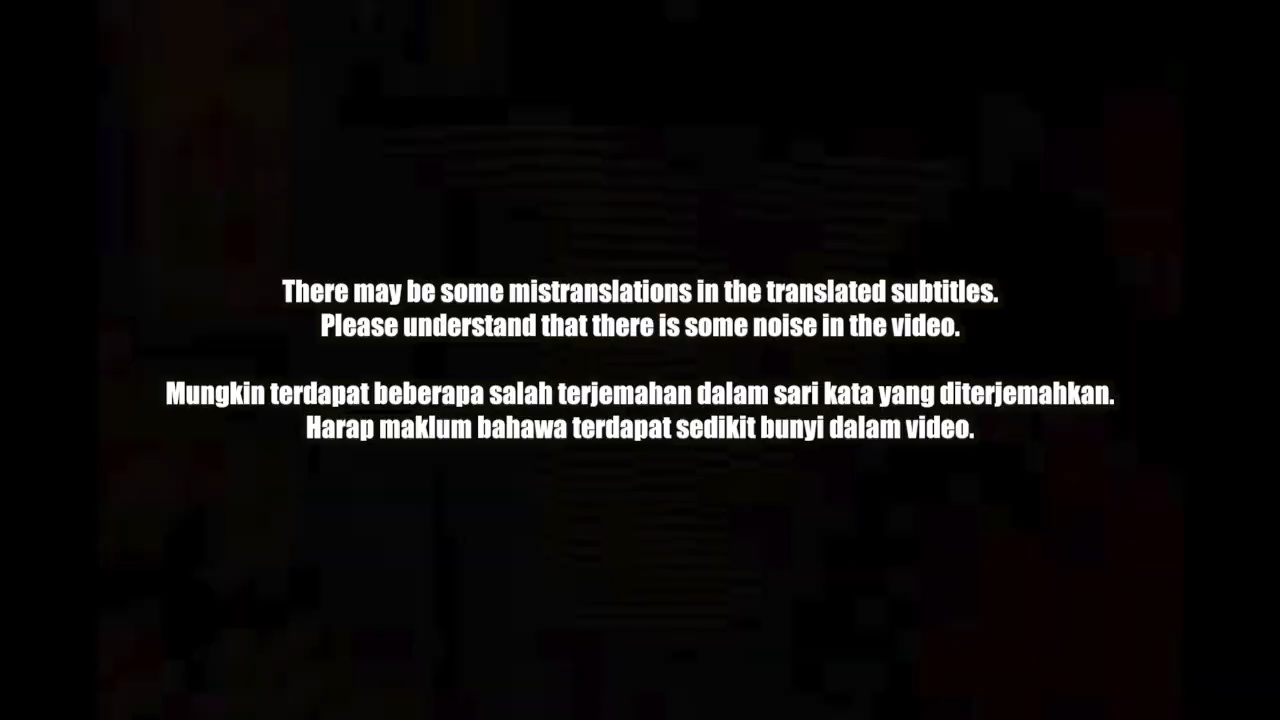 There may be some mistranslations in the translated subtitles.
Please understand that there is some noise in the video.
Mungkin terdapat beberapa salah terjemahan dalam sari kata yang diterjemahkan.
Harap maklum bahawa terdapat sedikit bunyi dalam video.